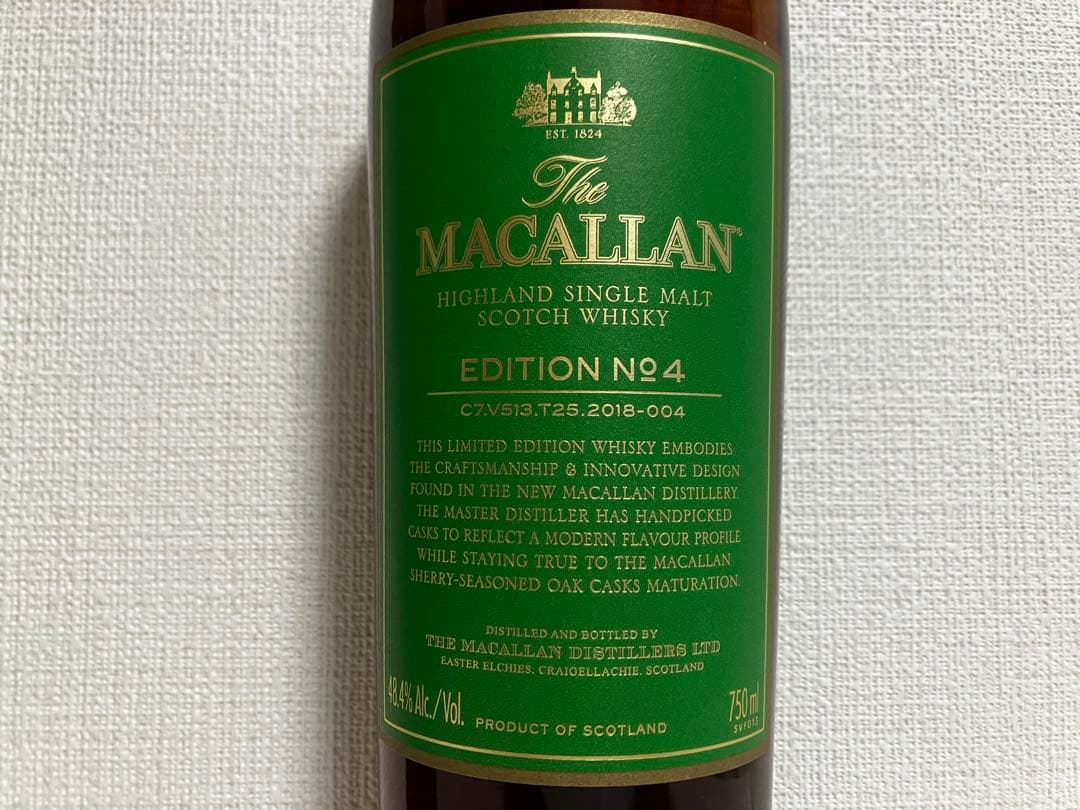 EST. 1824
The
MACALLAN
HIGHLAND SINGLE MALT
SCOTCH WHISKY
EDITION Nº4
C7.V513.T25.2018-004
THIS LIMITED EDITION WHISKY EMBODIES
THE CRAFTSMANSHIP & INNOVATIVE DESIGN
FOUND IN THE NEW MACALLAN DISTILLERY.
THE MASTER DISTILLER HAS HANDPICKED
CASKS TO REFLECT A MODERN FLAVOUR PROFILE
WHILE STAYING TRUE TO THE MACALLAN
SHERRY-SEASONED OAK CASKS MATURATION.
DISTILLED AND BOTTLED BY
THE MACALLAN DISTILLERS LTD
EASTER ELCHIES, CRAIGELLACHIE, SCOTLAND
48.4% Alc./Vol.
PRODUCT OF SCOTLAND
750 ml
SVF013